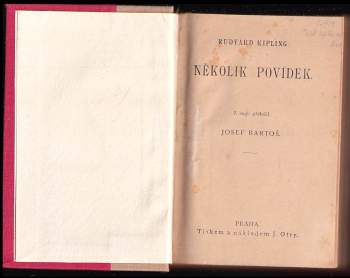 RUDYARD KIPLING
NĚKOLIK POVÍDEK.
Z angl. přeložil
JOSEF BARTOŠ.
PRAHA.
Tiskem a nákladem J. Otty.